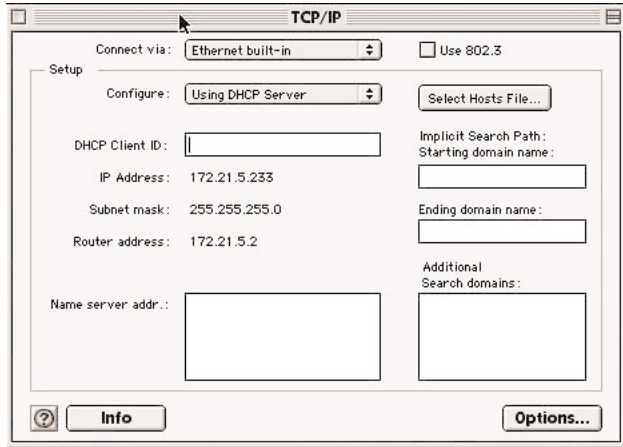 TCP/IP
Connect via: Ethernet built-in
Use 802.3
Setup
Configure: Using DHCP Server
Select Hosts File...
DHCP Client ID:
Implicit Search Path:
Starting domain name:
IP Address: 172.21.5.233
Subnet mask: 255.255.255.0
Ending domain name:
Router address: 172.21.5.2
Additional
Search domains:
Name server addr.:
?
Info
Options...